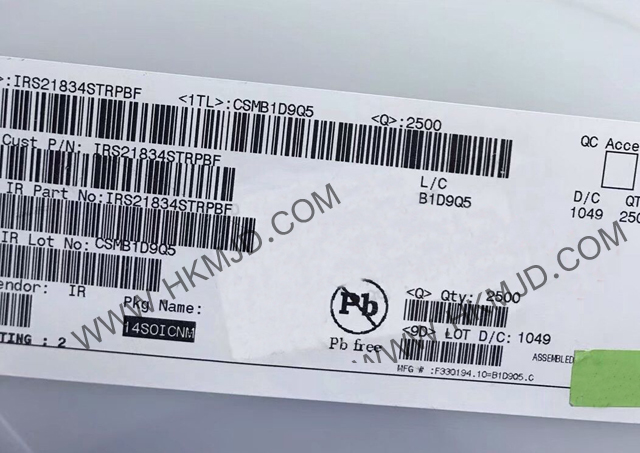 >:IRS21834STRPBF <1TL>:CSMB1D9Q5 <Q>:2500
QC Acce
Cust P/N: IRS21834STRPBF
L/C
B1D9Q5
IR Part No:IRS21834STRPBF
D/C QT
1049 250
IR Lot No: CSMB1D9Q5
endor: IR
Pkg Name:
14SOICNM
TING : 2
Pb
Pb free
<Q> Qty: 2500
<9D> LOT D/C: 1049
ASSEMBLED
MFG # :F330194.10=B1D905.C
WWW.HKMJD.COM
WWW.HKMJD.COM